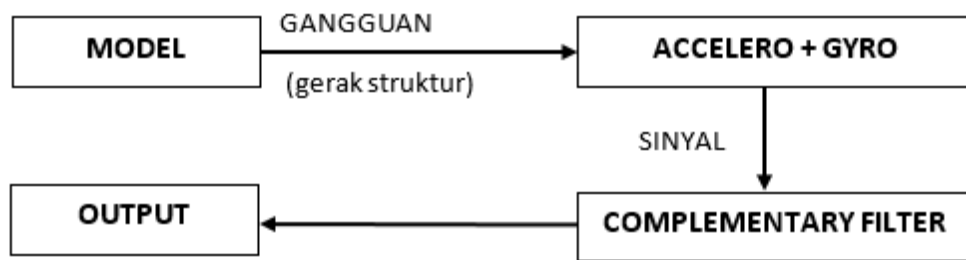 MODEL
GANGGUAN
(gerak struktur)
ACCELERO + GYRO
SINYAL
COMPLEMENTARY FILTER
OUTPUT